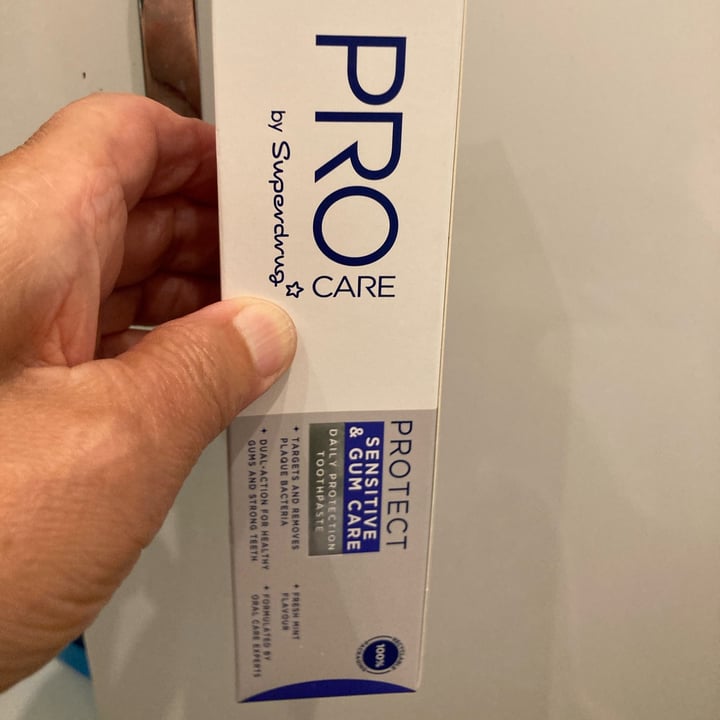 PRO
CARE
by Superdrug
PROTECT
SENSITIVE
& GUM CARE
DAILY PROTECTION
TOOTHPASTE
✦ TARGETS AND REMOVES
PLAQUE BACTERIA
✦ DUAL-ACTION FOR HEALTHY
GUMS AND STRONG TEETH
✦ FRESH MINT
FLAVOUR
✦ FORMULATED BY
ORAL CARE EXPERTS
100%